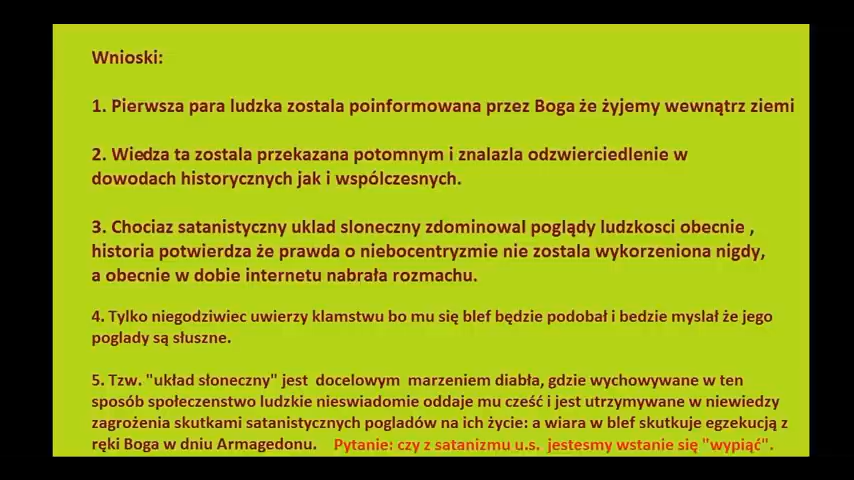 Wnioski:
1. Pierwsza para ludzka zostala poinformowana przez Boga że żyjemy wewnątrz ziemi
2. Wiedza ta zostala przekazana potomnym i znalazla odzwierciedlenie w
dowodach historycznych jak i wspólczesnych.
3. Chociaz satanistyczny uklad sloneczny zdominowal poglądy ludzkosci obecnie ,
historia potwierdza że prawda o niebocentryzmie nie zostala wykorzeniona nigdy,
a obecnie w dobie internetu nabrała rozmachu.
4. Tylko niegodziwiec uwierzy klamstwu bo mu się blef będzie podobał i bedzie myslał że jego
poglady są słuszne.
5. Tzw. "układ słoneczny" jest docelowym marzeniem diabła, gdzie wychowywane w ten
sposób społeczenstwo ludzkie nieswiadomie oddaje mu cześć i jest utrzymywane w niewiedzy
zagrożenia skutkami satanistycznych pogladów na ich życie: a wiara w blef skutkuje egzekucją z
ręki Boga w dniu Armagedonu. Pytanie: czy z satanizmu u.s. jestesmy wstanie się "wypiąć".